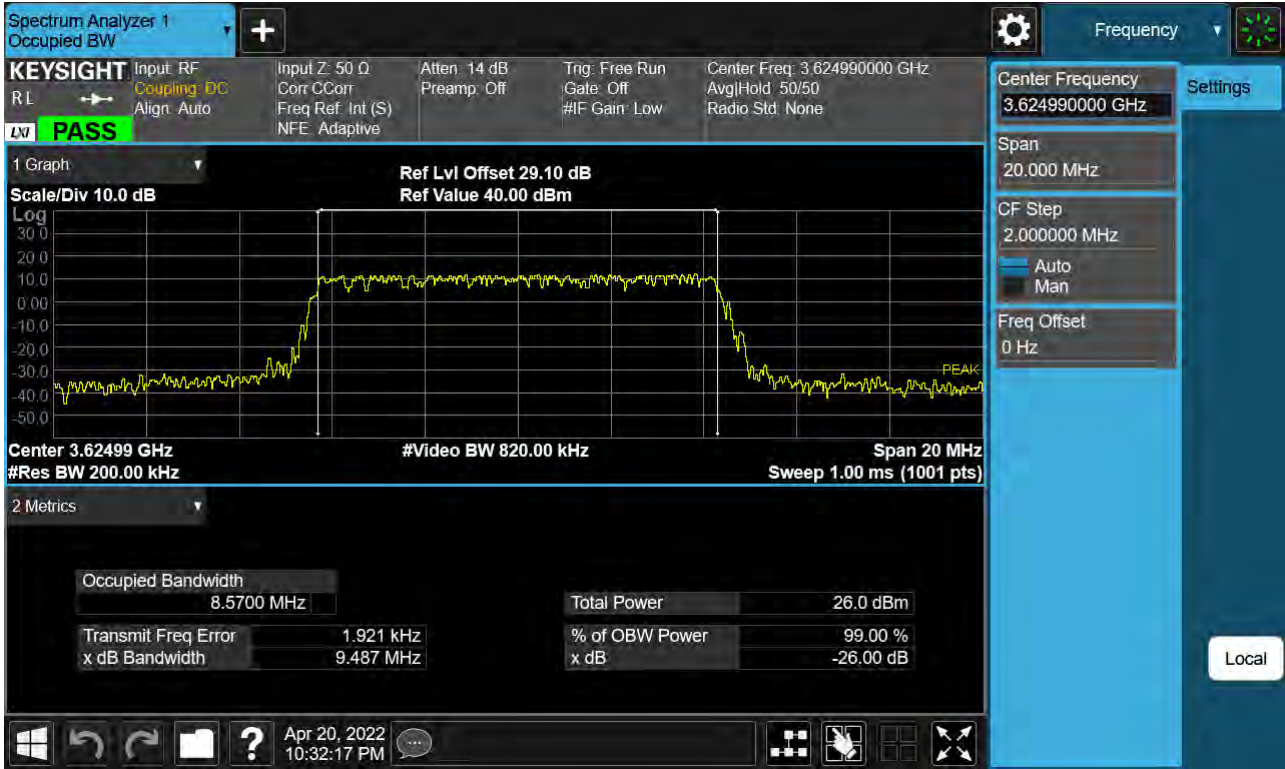 Spectrum Analyzer 1
Occupied BW
Frequency
KEYSIGHT
RL
LXI
PASS
Input: RF
Coupling: DC
Align: Auto
Input Z: 50 Ω
Corr CCorr
Freq Ref: Int (S)
NFE: Adaptive
Atten: 14 dB
Preamp: Off
Trig: Free Run
Gate: Off
#IF Gain: Low
Center Freq: 3.624990000 GHz
Avg|Hold: 50/50
Radio Std: None
1 Graph
Scale/Div 10.0 dB
Ref Lvl Offset 29.10 dB
Ref Value 40.00 dBm
Log
30.0
20.0
10.0
0.00
-10.0
-20.0
-30.0
-40.0
-50.0
PEAK
Center 3.62499 GHz
#Video BW 820.00 kHz
Span 20 MHz
#Res BW 200.00 kHz
Sweep 1.00 ms (1001 pts)
2 Metrics
Occupied Bandwidth
8.5700 MHz
Total Power 26.0 dBm
Transmit Freq Error 1.921 kHz
% of OBW Power 99.00 %
x dB Bandwidth 9.487 MHz
x dB -26.00 dB
Center Frequency
3.624990000 GHz
Settings
Span
20.000 MHz
CF Step
2.000000 MHz
Auto
Man
Freq Offset
0 Hz
Local
?
Apr 20, 2022
10:32:17 PM